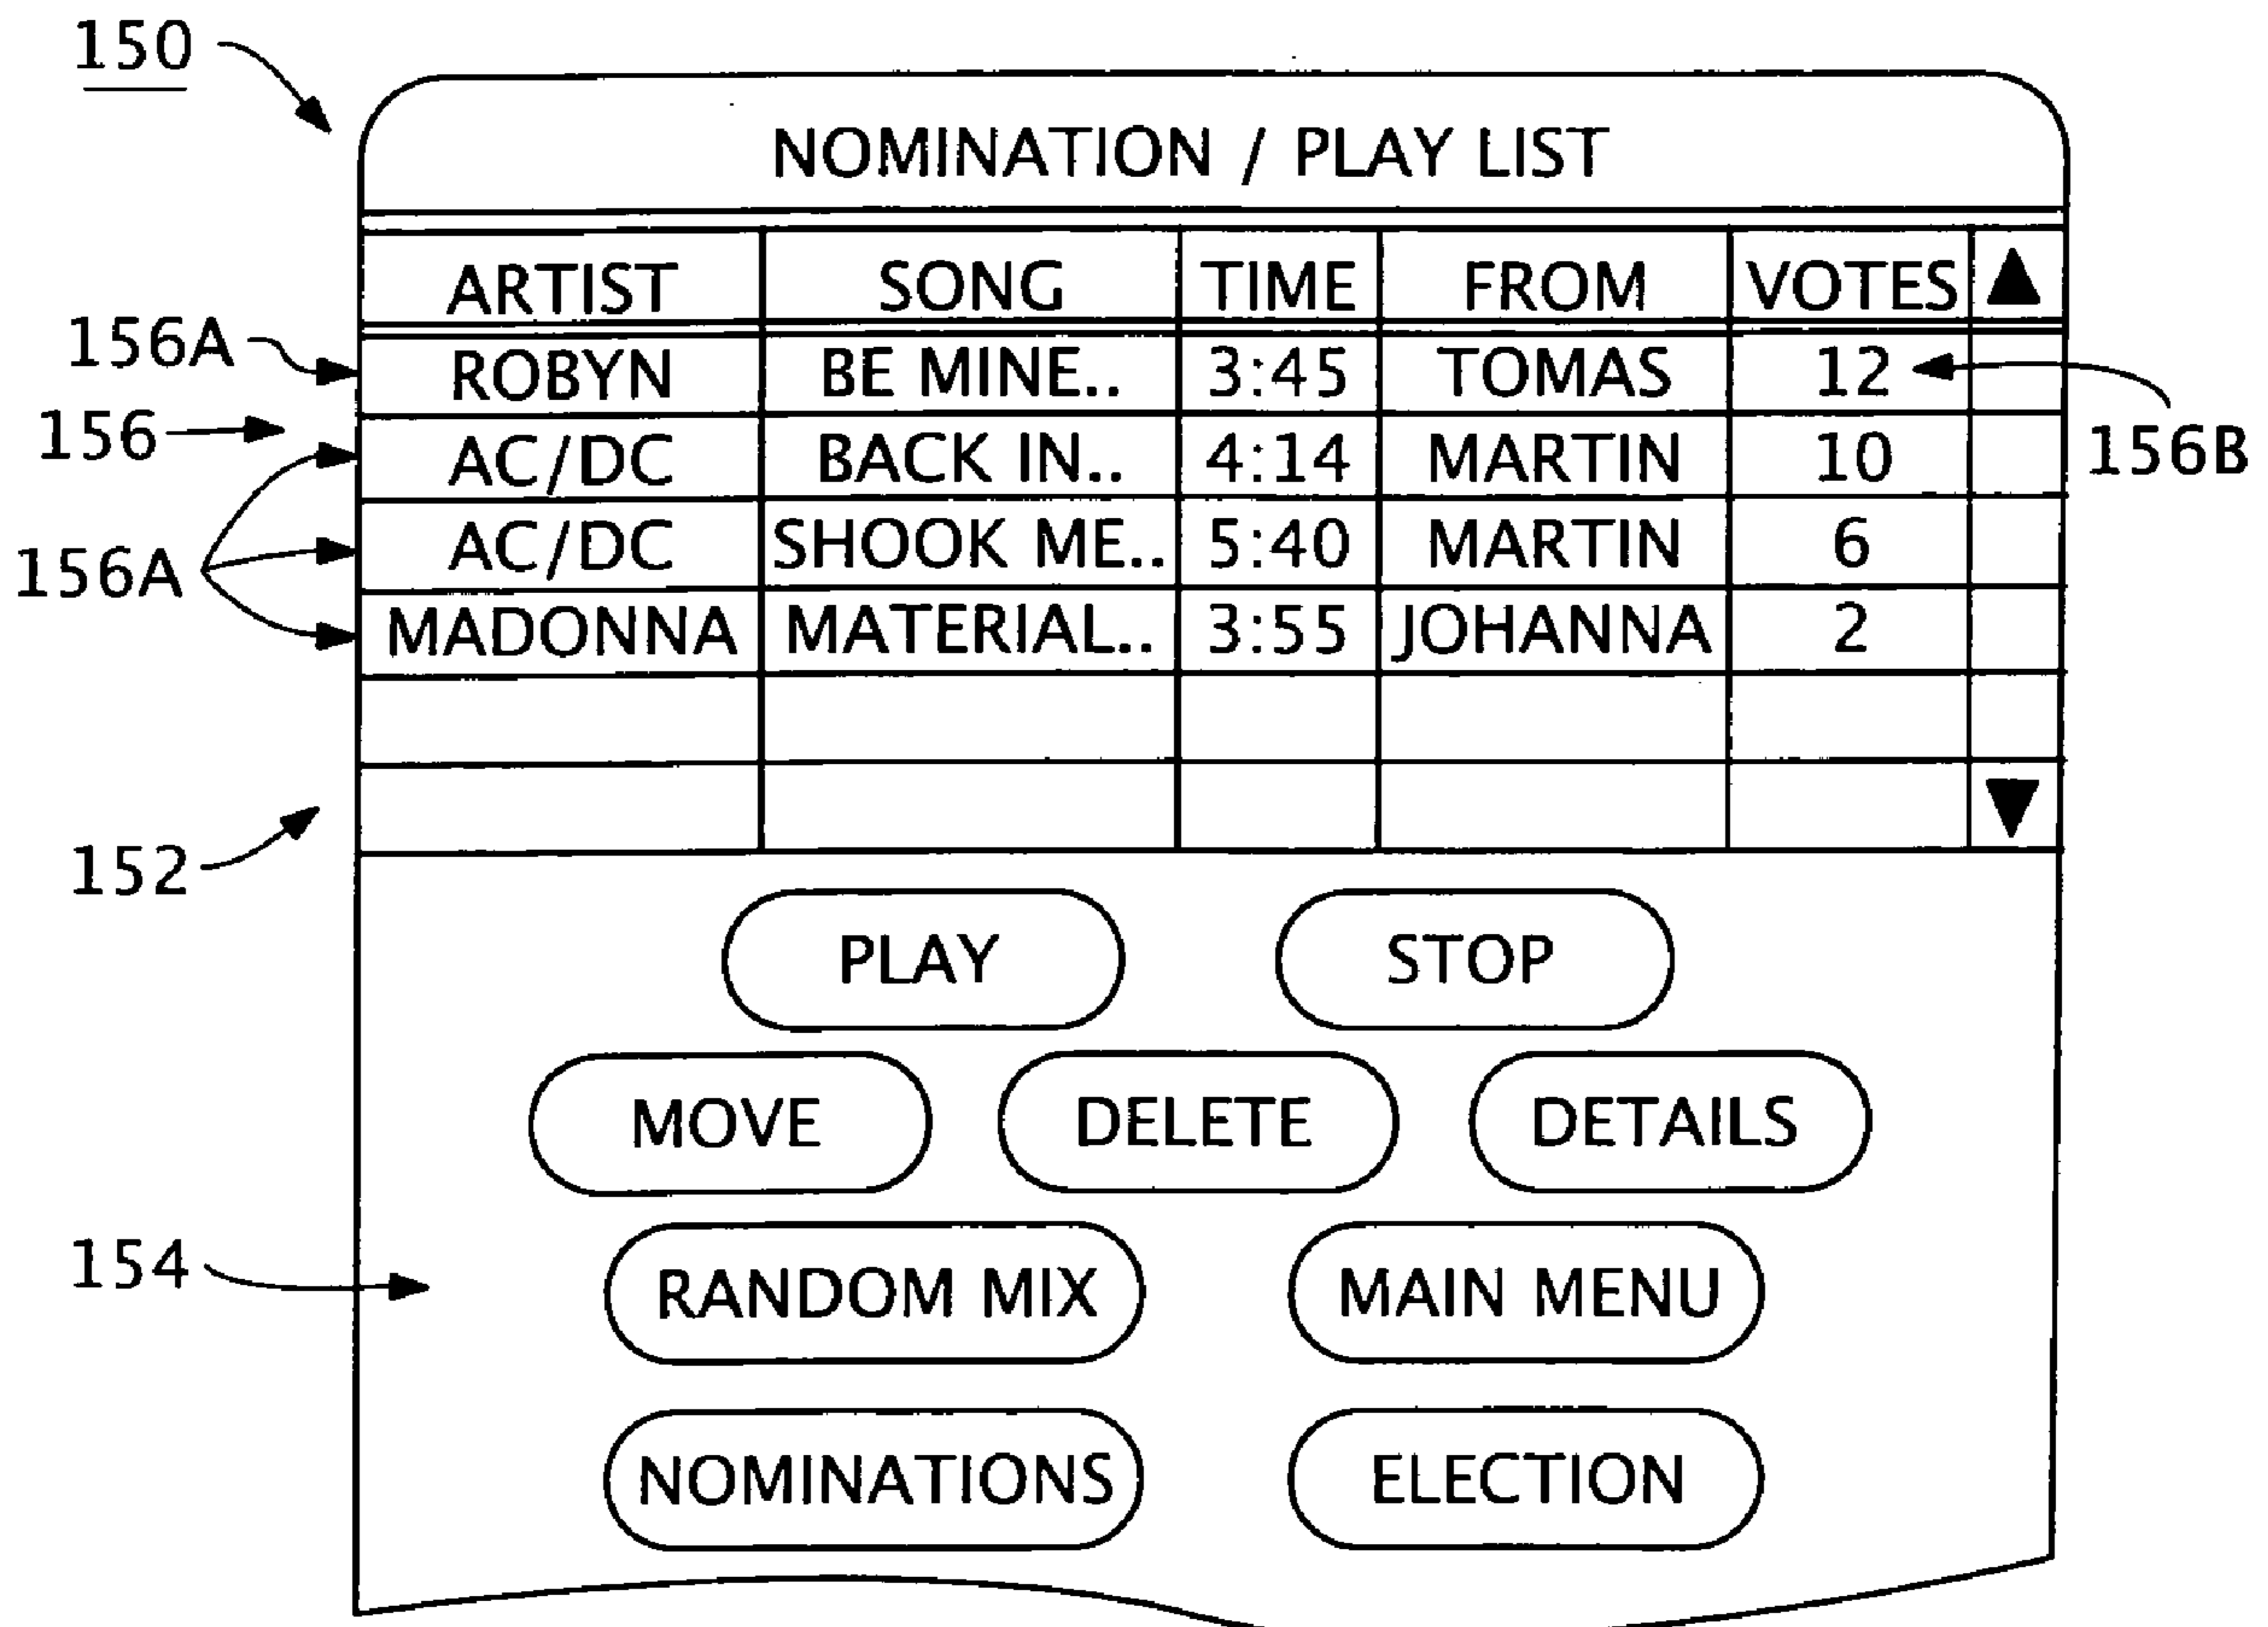 150
NOMINATION / PLAY LIST
ARTIST SONG TIME FROM VOTES
156A ROBYN BE MINE.. 3:45 TOMAS 12
156 AC/DC BACK IN.. 4:14 MARTIN 10 156B
156A AC/DC SHOOK ME.. 5:40 MARTIN 6
MADONNA MATERIAL.. 3:55 JOHANNA 2
152
PLAY STOP
MOVE DELETE DETAILS
154 RANDOM MIX MAIN MENU
NOMINATIONS ELECTION